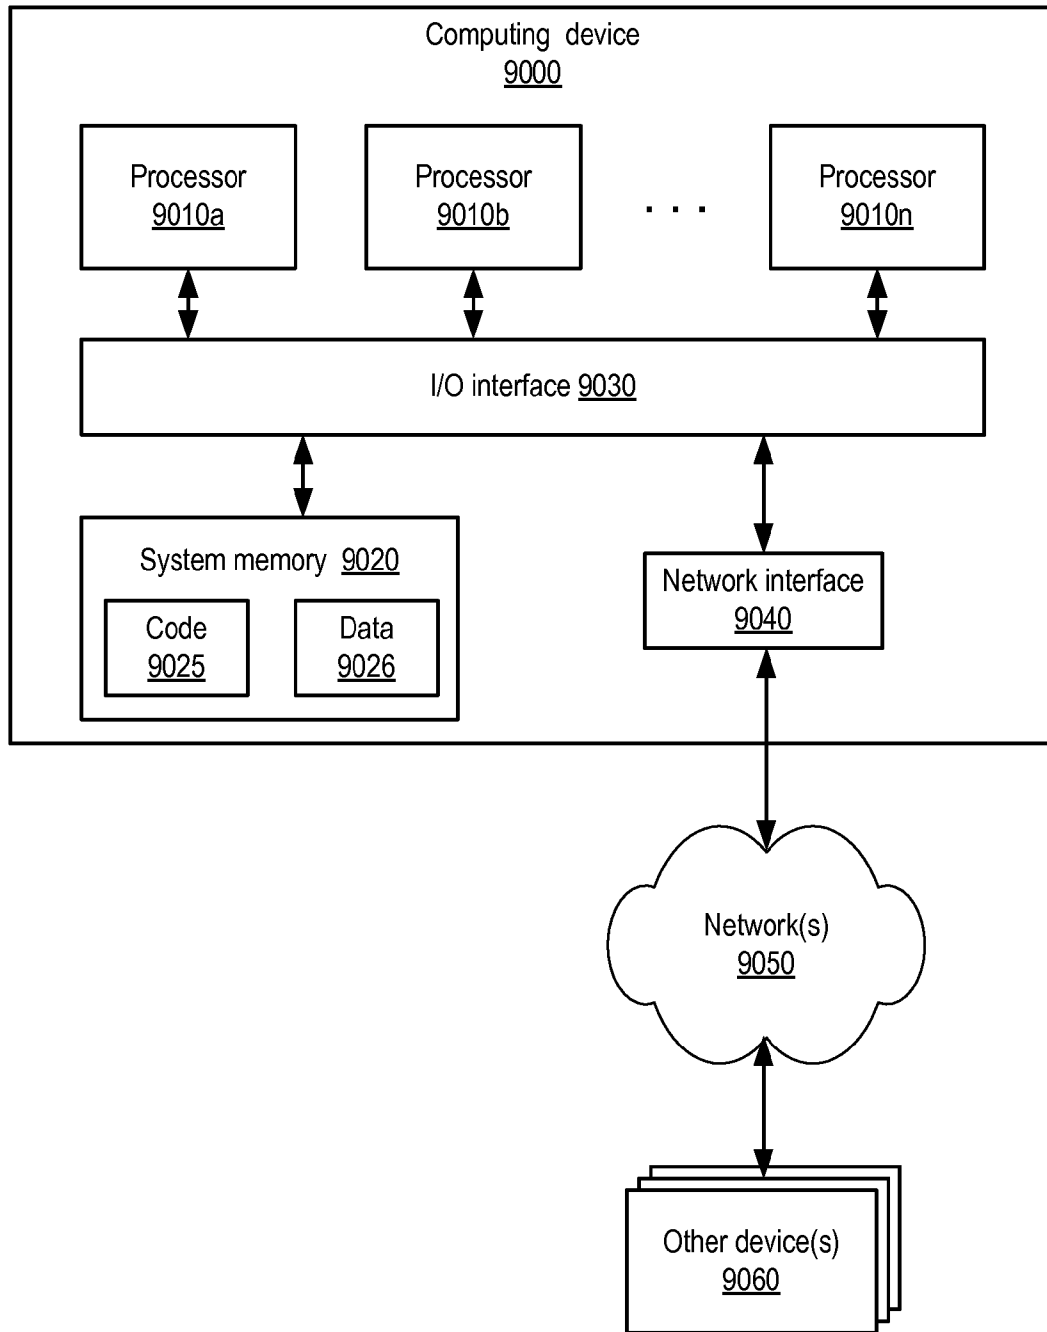 Computing device
9000
Processor
9010a
Processor
9010b
. . .
Processor
9010n
I/O interface 9030
System memory 9020
Code
9025
Data
9026
Network interface
9040
Network(s)
9050
Other device(s)
9060